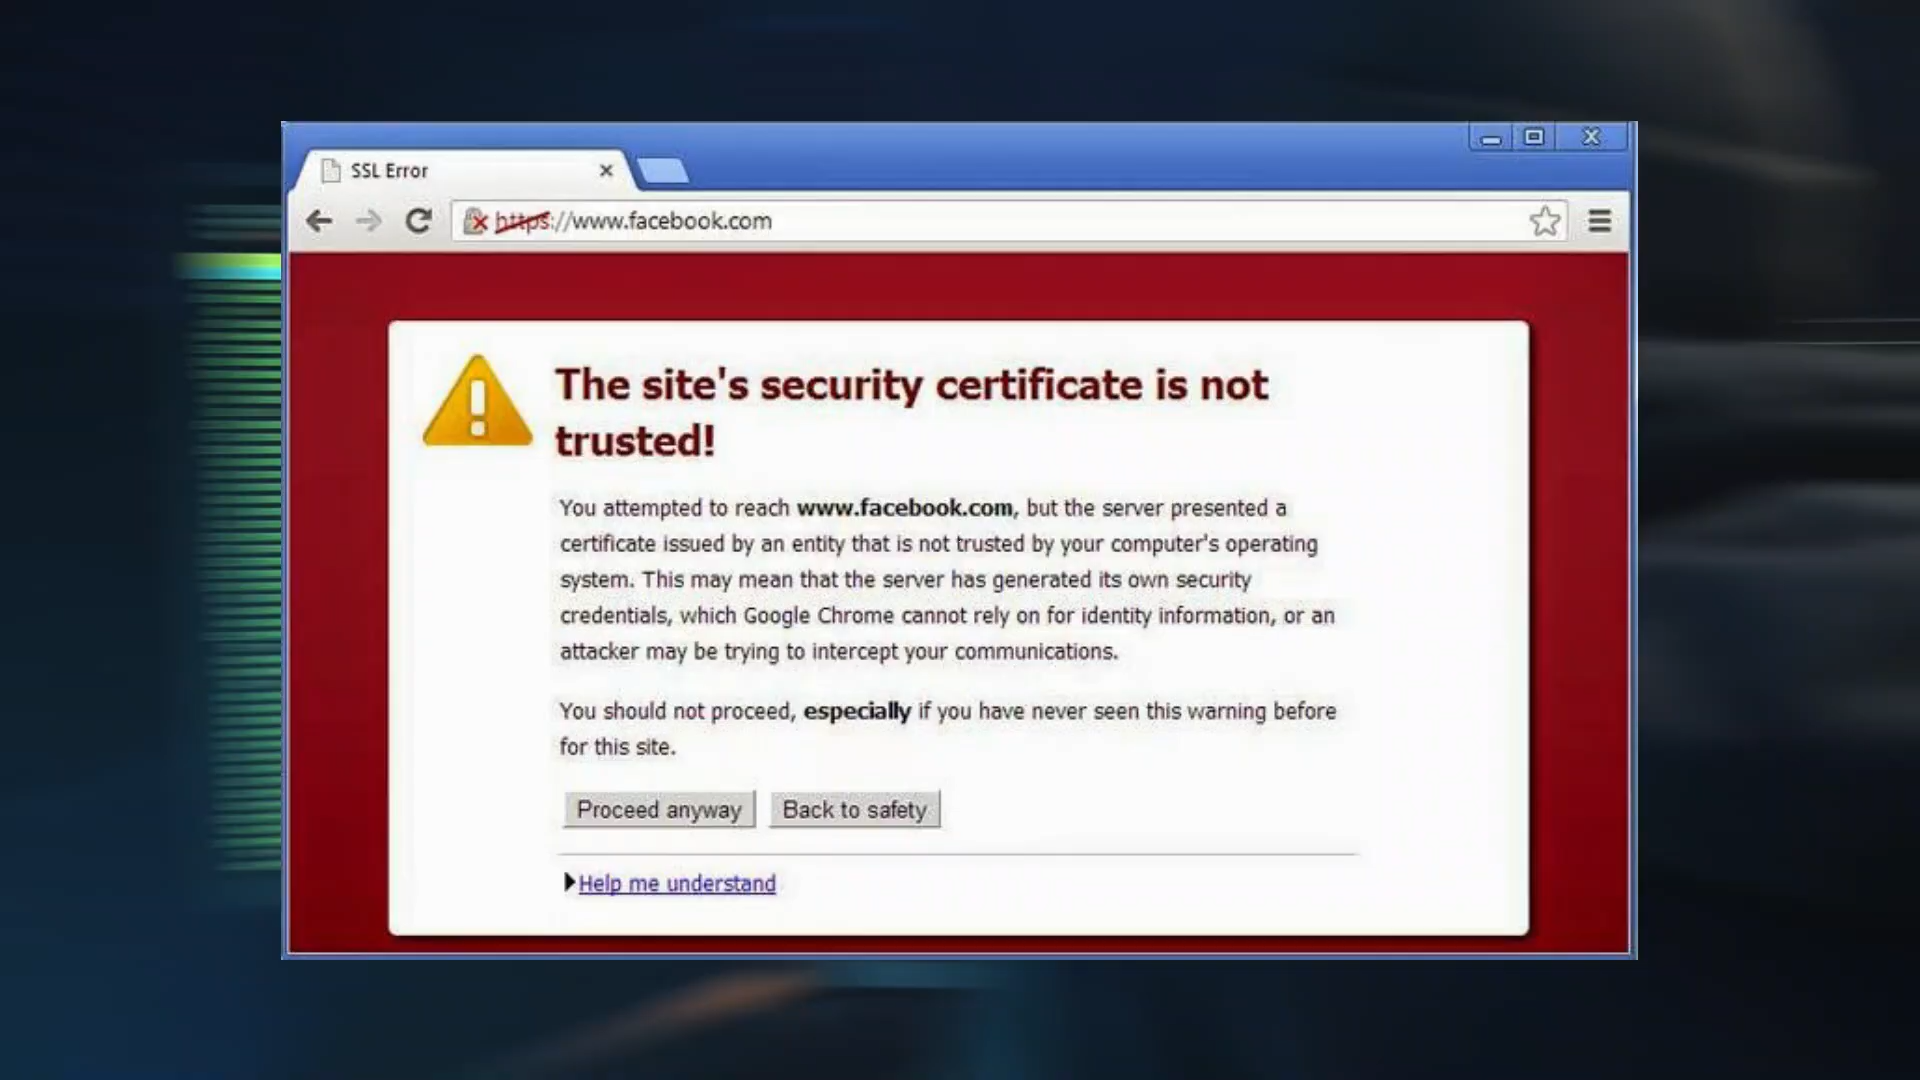 SSL Error
https://www.facebook.com
The site's security certificate is not
trusted!
You attempted to reach www.facebook.com, but the server presented a
certificate issued by an entity that is not trusted by your computer's operating
system. This may mean that the server has generated its own security
credentials, which Google Chrome cannot rely on for identity information, or an
attacker may be trying to intercept your communications.
You should not proceed, especially if you have never seen this warning before
for this site.
Proceed anyway Back to safety
Help me understand